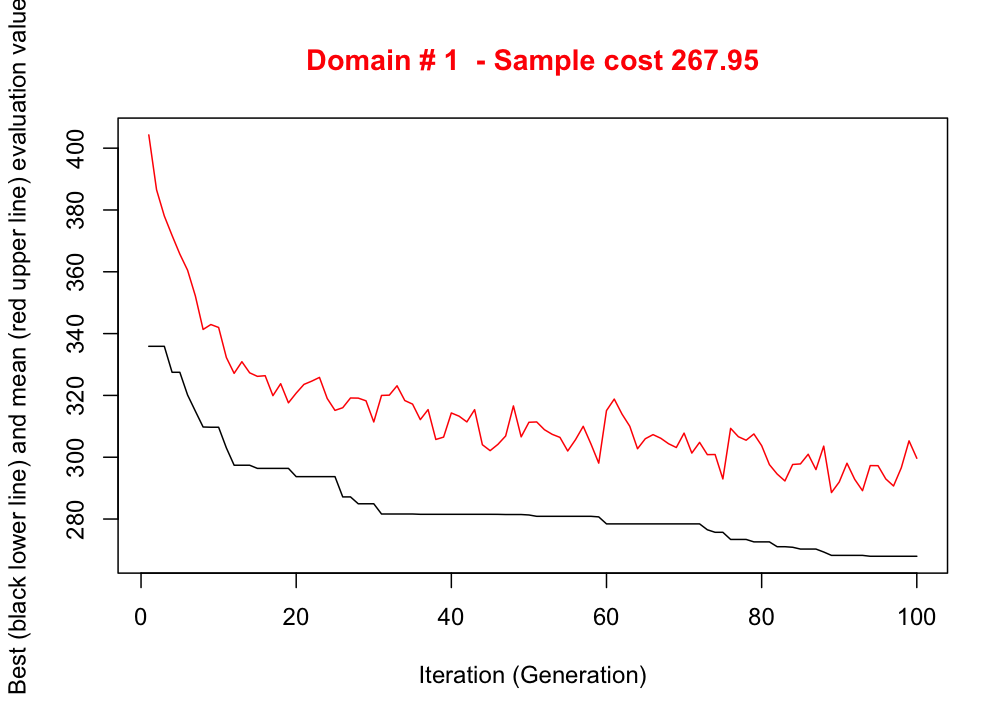 Domain # 1  - Sample cost 267.95
Best (black lower line) and mean (red upper line) evaluation value
400
380
360
340
320
300
280
0 20 40 60 80 100
Iteration (Generation)